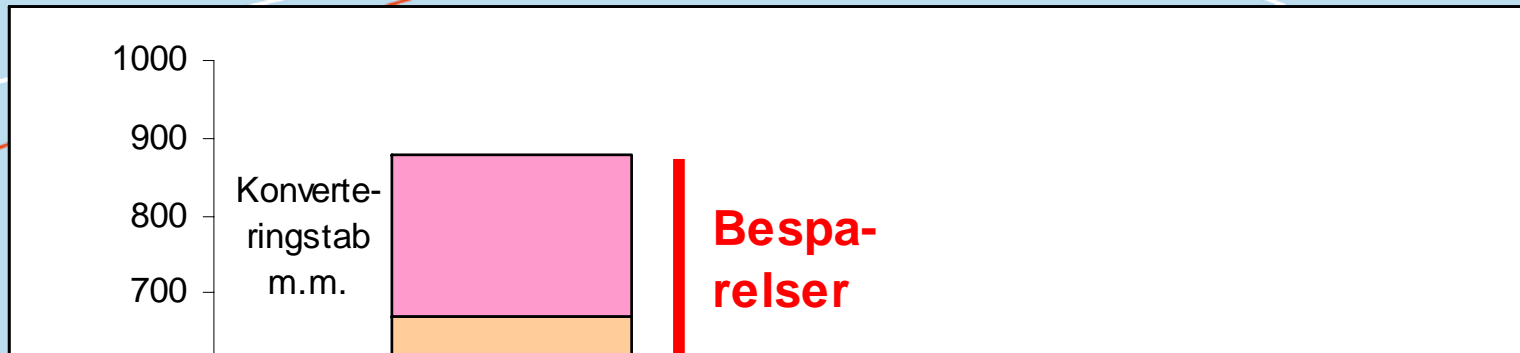 1000
900
800
700
Konverte-
ringstab
m.m.
Bespa-
relser